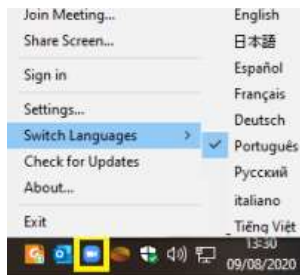 Join Meeting...
Share Screen...
Sign in
Settings...
Switch Languages
Check for Updates
About...
Exit
English
日本語
Español
Français
Deutsch
Português
Русский
italiano
Tiếng Việt
13:30
09/08/2020